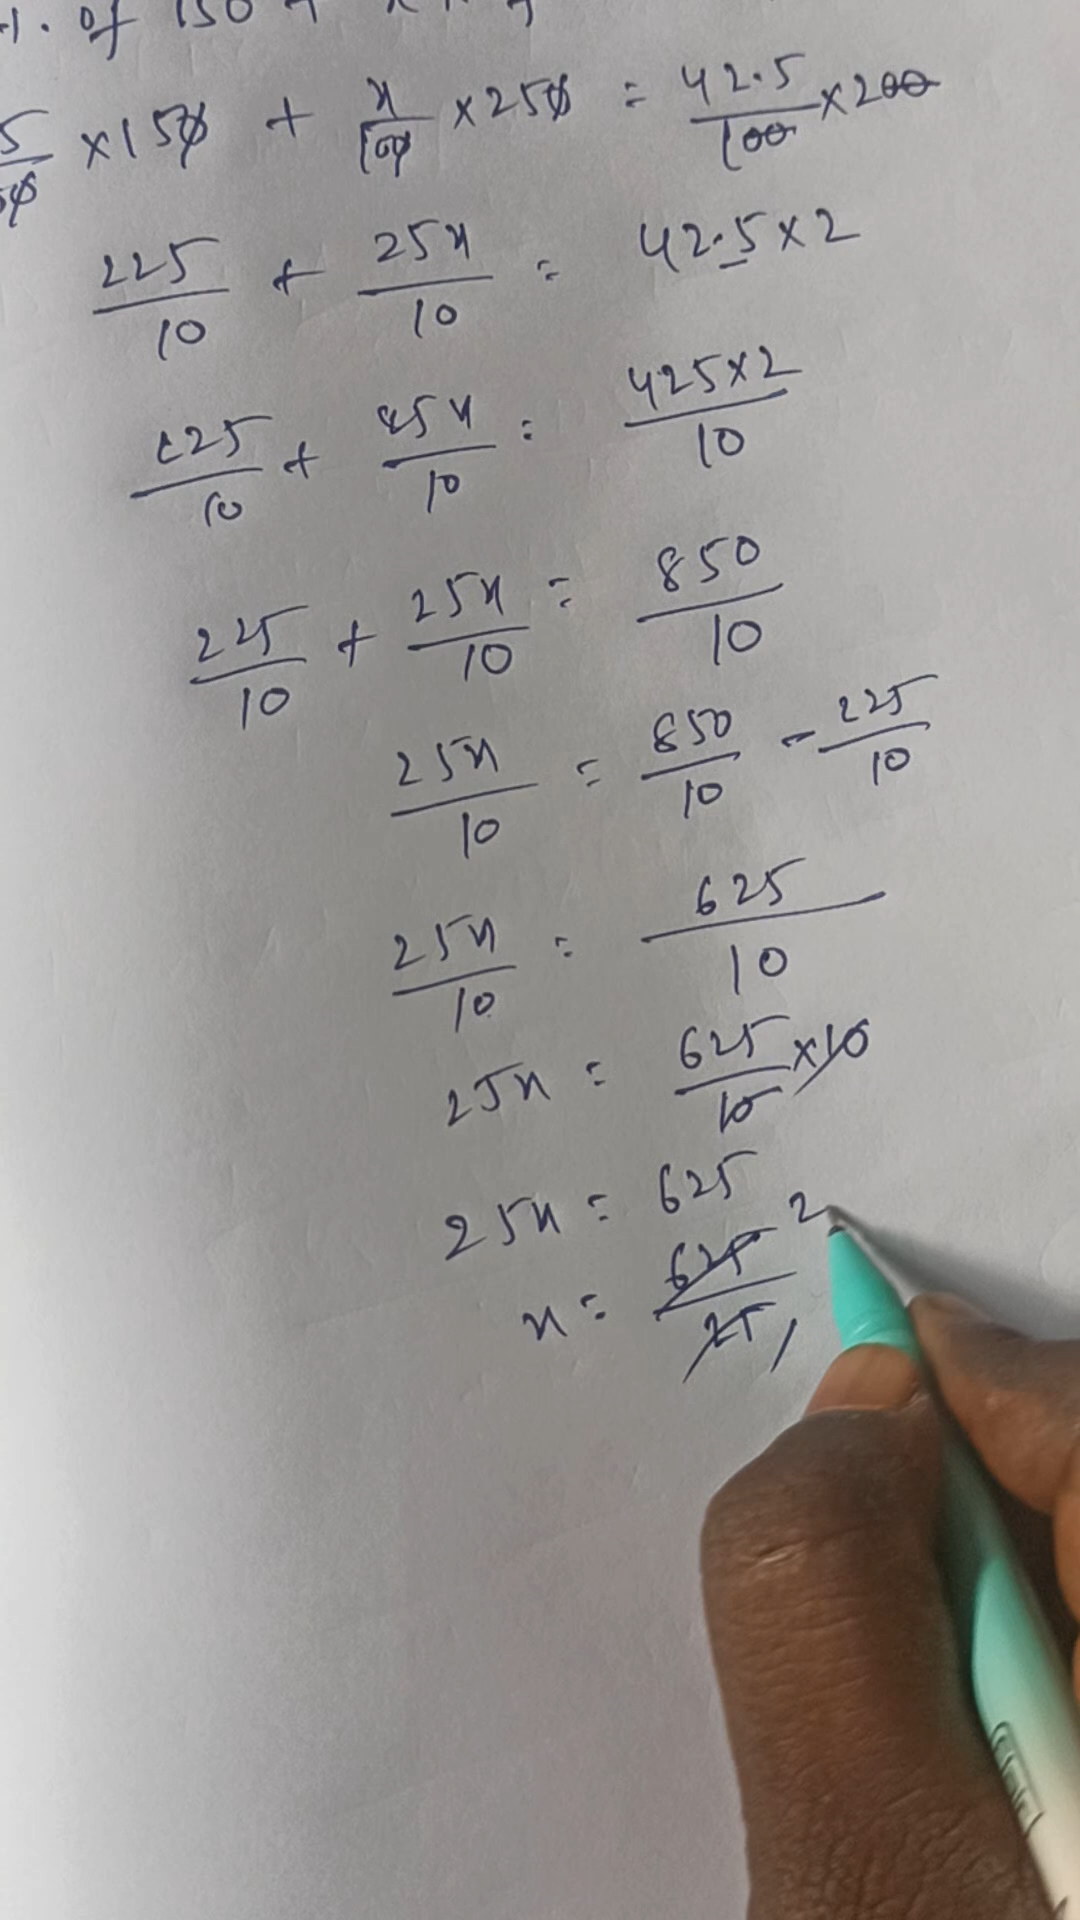 of 150 +
5/ ×150 + x/100 ×250 = 42.5/100 ×200
225/10 + 25x/10 = 42.5×2
225/10 + 25x/10 = 425×2/10
225/10 + 25x/10 = 850/10
25x/10 = 850/10 - 225/10
25x/10 = 625/10
25x = 625/10 ×10
25x = 625
x = 625/25 2
1